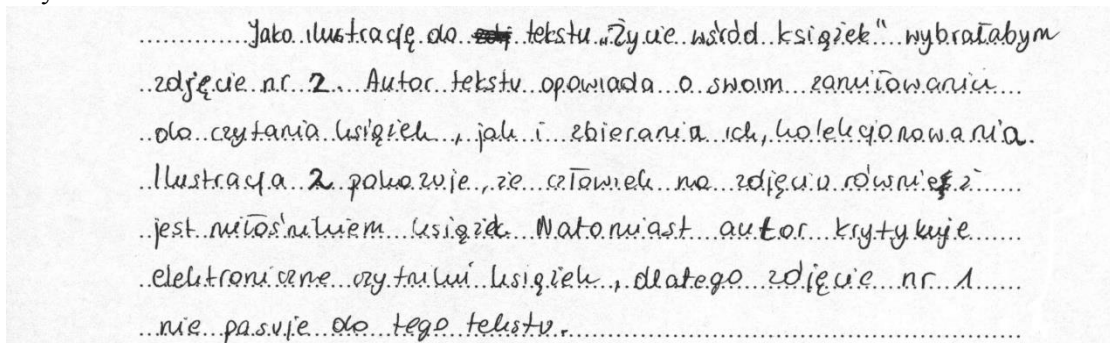 Jako ilustrację do tekstu „Życie wśród książek" wybrałabym
zdjęcie nr 2. Autor tekstu opowiada o swoim zamiłowaniu
do czytania książek, jak i zbierania ich, kolekcjonowania.
Ilustracja 2 pokazuje, że człowiek na zdjęciu również
jest miłośnikiem książek. Natomiast autor krytykuje
elektroniczne czytniki książek, dlatego zdjęcie nr 1
nie pasuje do tego tekstu.